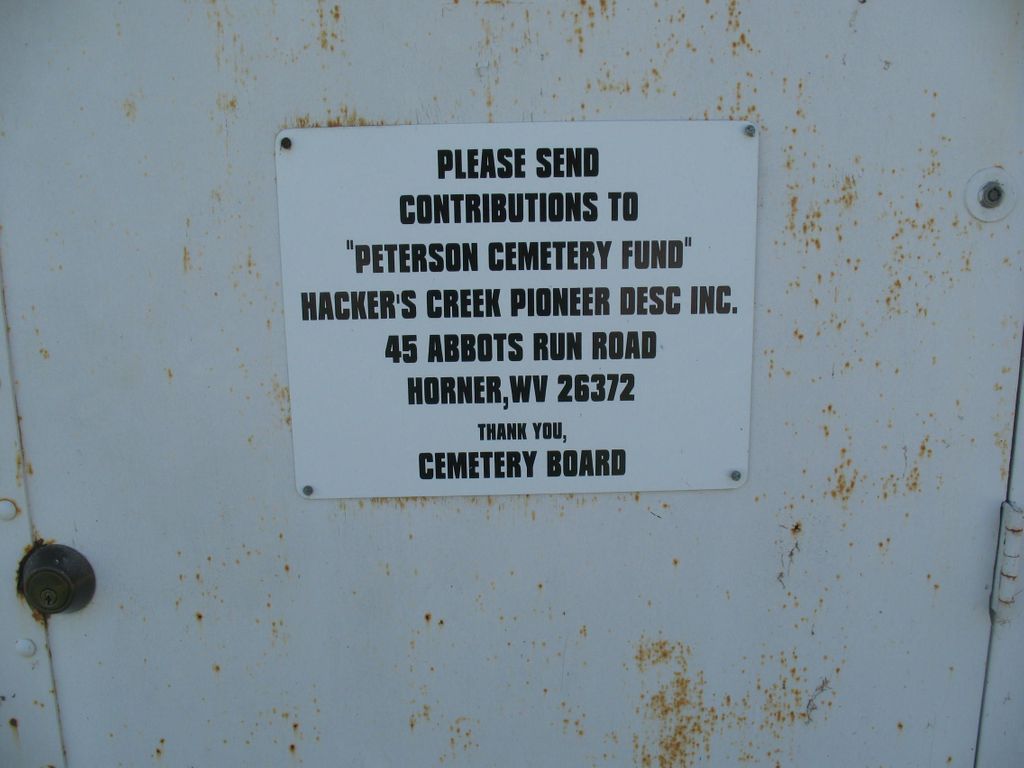 PLEASE SEND
CONTRIBUTIONS TO
"PETERSON CEMETERY FUND"
HACKER'S CREEK PIONEER DESC INC.
45 ABBOTS RUN ROAD
HORNER,WV 26372
THANK YOU,
CEMETERY BOARD